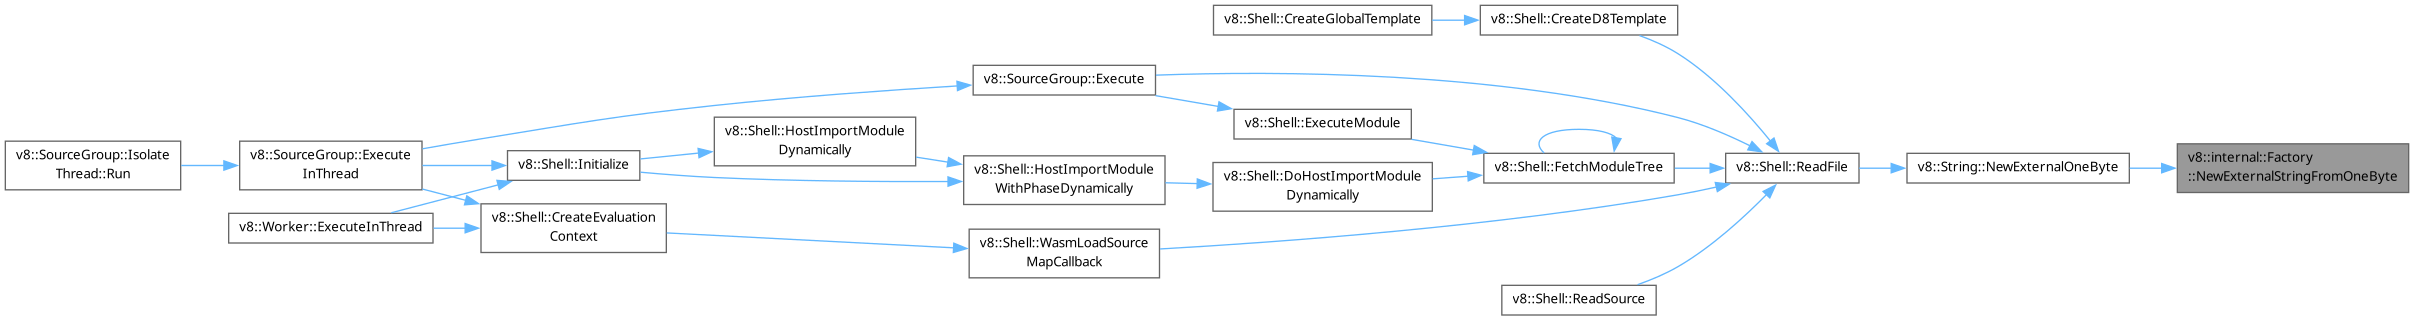 v8::Shell::CreateGlobalTemplate
v8::Shell::CreateD8Template
v8::SourceGroup::Execute
v8::Shell::ExecuteModule
v8::Shell::HostImportModule
Dynamically
v8::SourceGroup::Isolate
Thread::Run
v8::SourceGroup::Execute
InThread
v8::Shell::Initialize
v8::Shell::HostImportModule
WithPhaseDynamically
v8::Shell::DoHostImportModule
Dynamically
v8::Shell::FetchModuleTree
v8::Shell::ReadFile
v8::String::NewExternalOneByte
v8::internal::Factory
::NewExternalStringFromOneByte
v8::Worker::ExecuteInThread
v8::Shell::CreateEvaluation
Context
v8::Shell::WasmLoadSource
MapCallback
v8::Shell::ReadSource